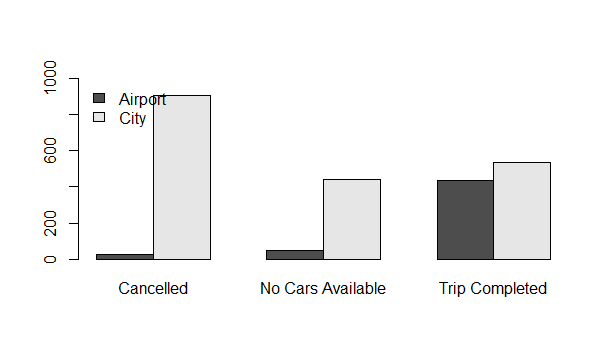 1000
600
200
0
Airport
City
Cancelled
No Cars Available
Trip Completed